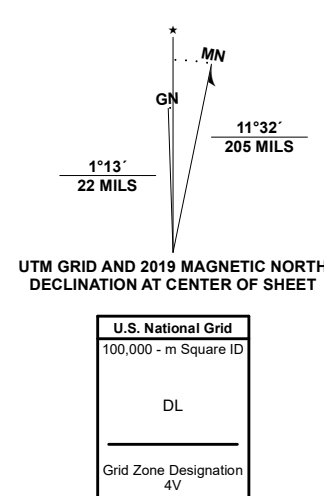 ★
MN
GN
11°32´
205 MILS
1°13´
22 MILS
UTM GRID AND 2019 MAGNETIC NORTH
DECLINATION AT CENTER OF SHEET
U.S. National Grid
100,000 - m Square ID
DL
Grid Zone Designation
4V